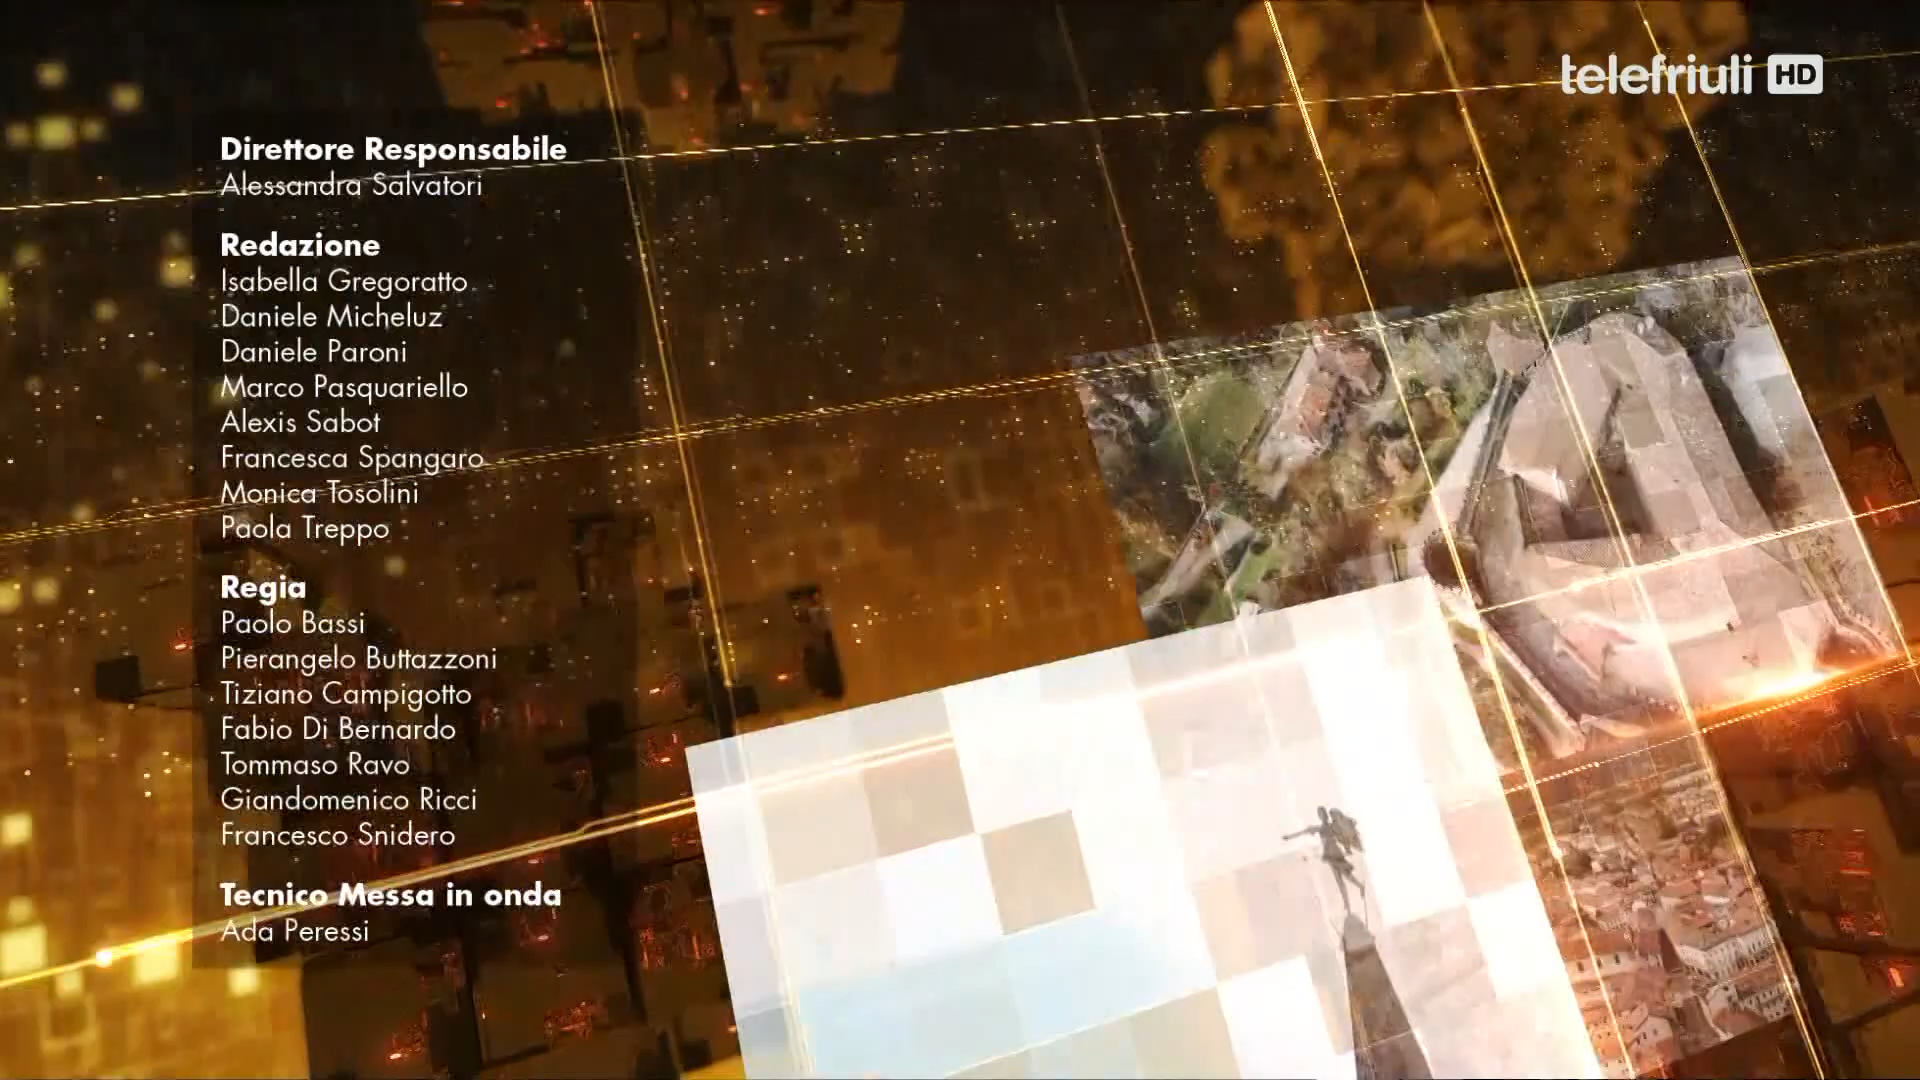 telefriuli HD
Direttore Responsabile
Alessandra Salvatori
Redazione
Isabella Gregoratto
Daniele Micheluz
Daniele Paroni
Marco Pasquariello
Alexis Sabot
Francesca Spangaro
Monica Tosolini
Paola Treppo
Regia
Paolo Bassi
Pierangelo Buttazzoni
Tiziano Campigotto
Fabio Di Bernardo
Tommaso Ravo
Giandomenico Ricci
Francesco Snidero
Tecnico Messa in onda
Ada Peressi